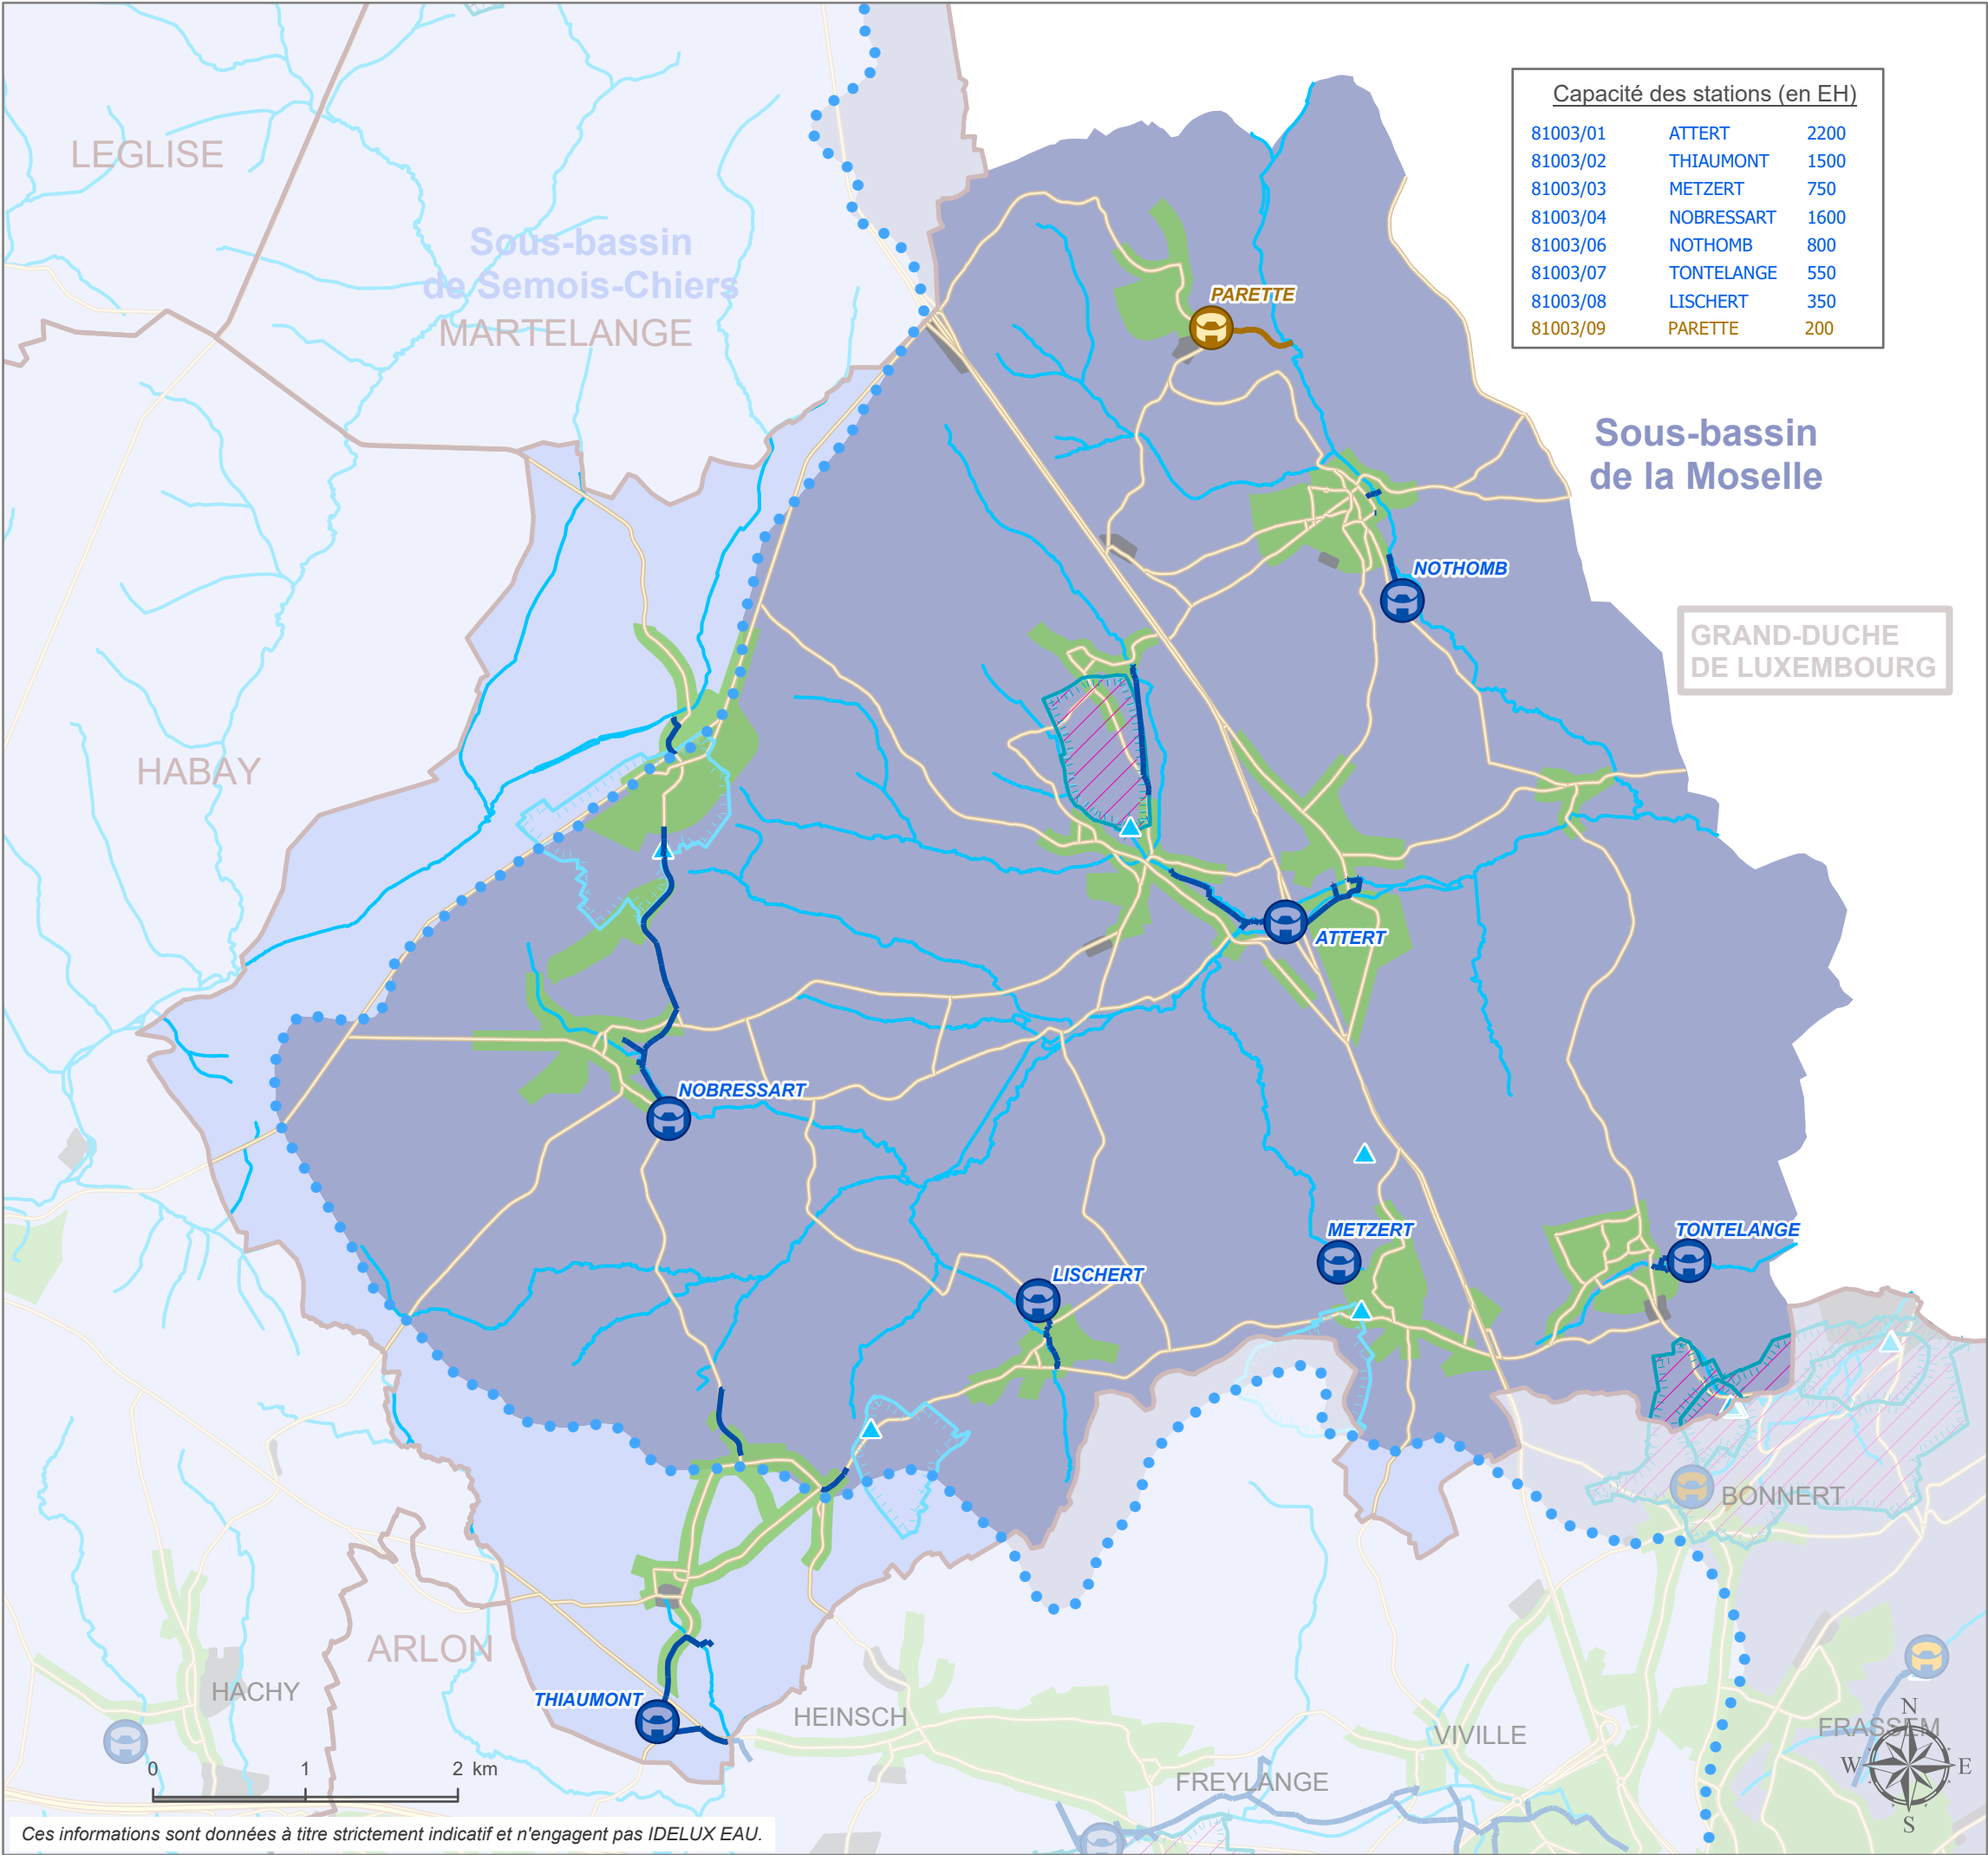 Capacité des stations (en EH)
81003/01 ATTERT 2200
81003/02 THIAUMONT 1500
81003/03 METZERT 750
81003/04 NOBRESSART 1600
81003/06 NOTHOMB 800
81003/07 TONTELANGE 550
81003/08 LISCHERT 350
81003/09 PARETTE 200
LEGLISE
Sous-bassin
de Semois-Chiers
MARTELANGE
PARETTE
Sous-bassin
de la Moselle
NOTHOMB
GRAND-DUCHE
DE LUXEMBOURG
HABAY
ATTERT
NOBRESSART
METZERT
TONTELANGE
LISCHERT
BONNERT
ARLON
HACHY
THIAUMONT
HEINSCH
VIVILLE
FRASSEM
FREYLANGE
N
W E
S
0 1 2 km
Ces informations sont données à titre strictement indicatif et n'engagent pas IDELUX EAU.